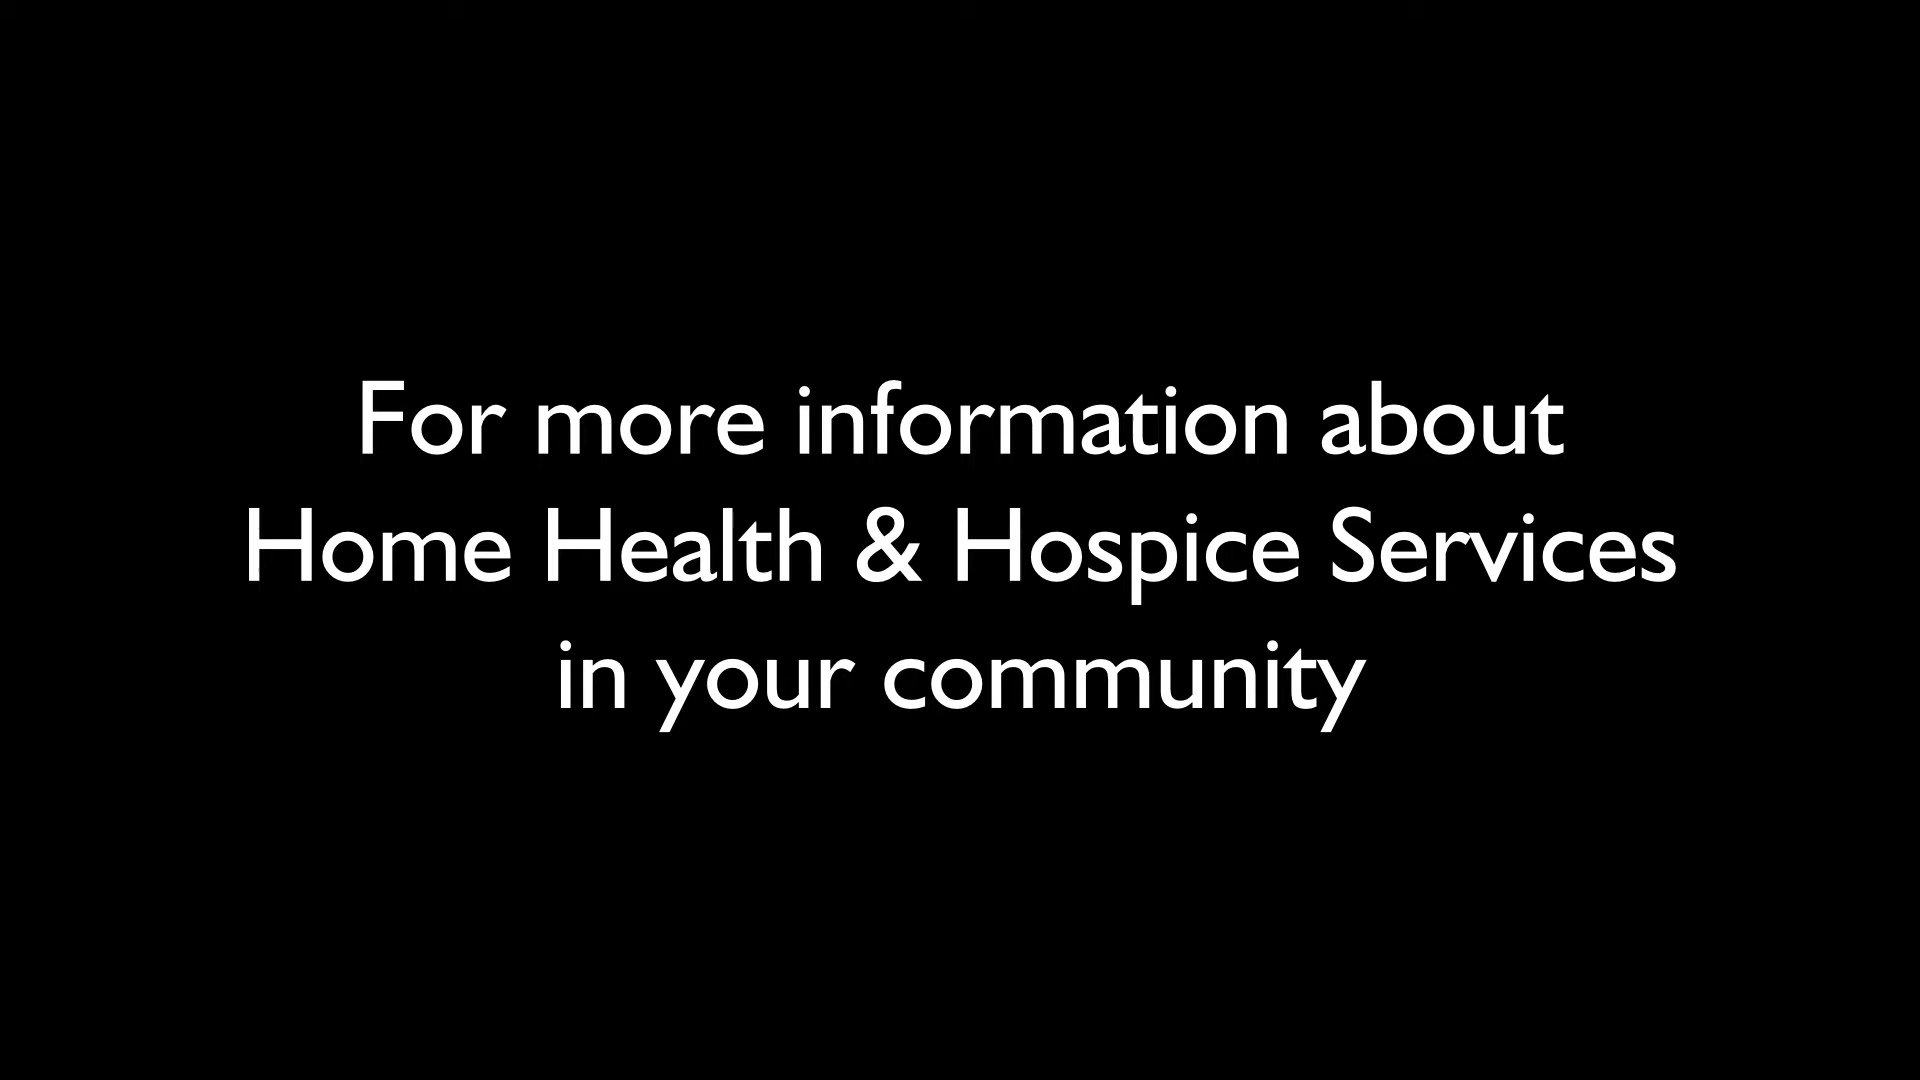 For more information about
Home Health & Hospice Services
in your community